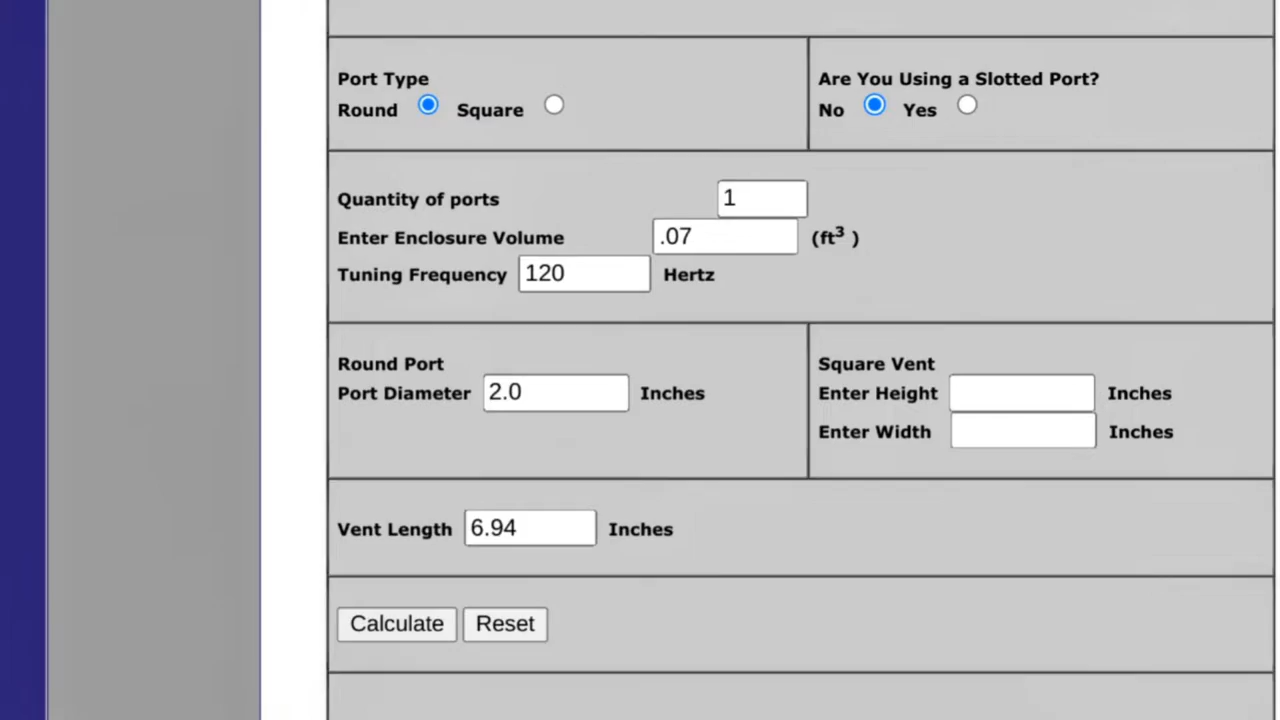 Port Type
Round Square
Are You Using a Slotted Port?
No Yes
Quantity of ports 1
Enter Enclosure Volume .07 (ft³ )
Tuning Frequency 120 Hertz
Round Port
Port Diameter 2.0 Inches
Square Vent
Enter Height Inches
Enter Width Inches
Vent Length 6.94 Inches
Calculate Reset